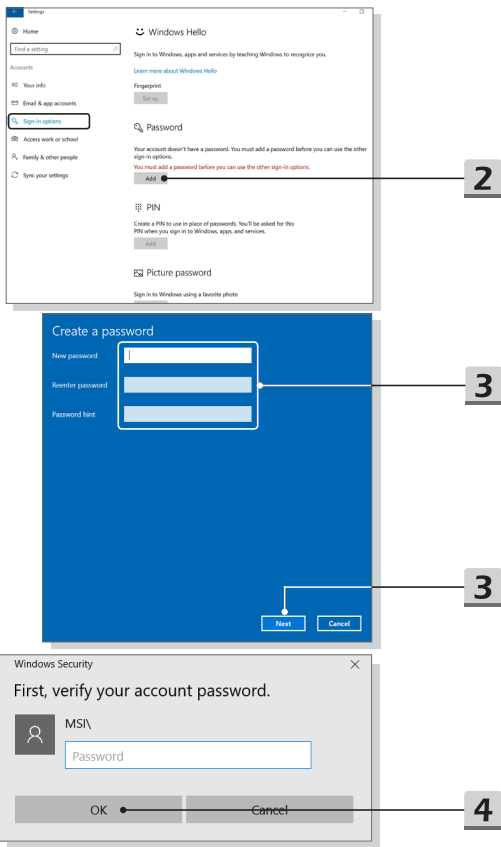 Settings
Home
Find a setting
Accounts
Your info
Email & app accounts
Sign-in options
Access work or school
Family & other people
Sync your settings
Windows Hello
Sign in to Windows, apps and services by teaching Windows to recognize you.
Learn more about Windows Hello
Fingerprint
Set up
Password
Your account doesn't have a password. You must add a password before you can use the other
sign-in options.
You must add a password before you can use the other sign-in options.
Add
2
PIN
Create a PIN to use in place of passwords. You'll be asked for this
PIN when you sign in to Windows, apps, and services.
Add
Picture password
Sign in to Windows using a favorite photo
Create a password
New password
Reenter password
3
Password hint
3
Next
Cancel
Windows Security
First, verify your account password.
MSI\
Password
OK
Cancel
4